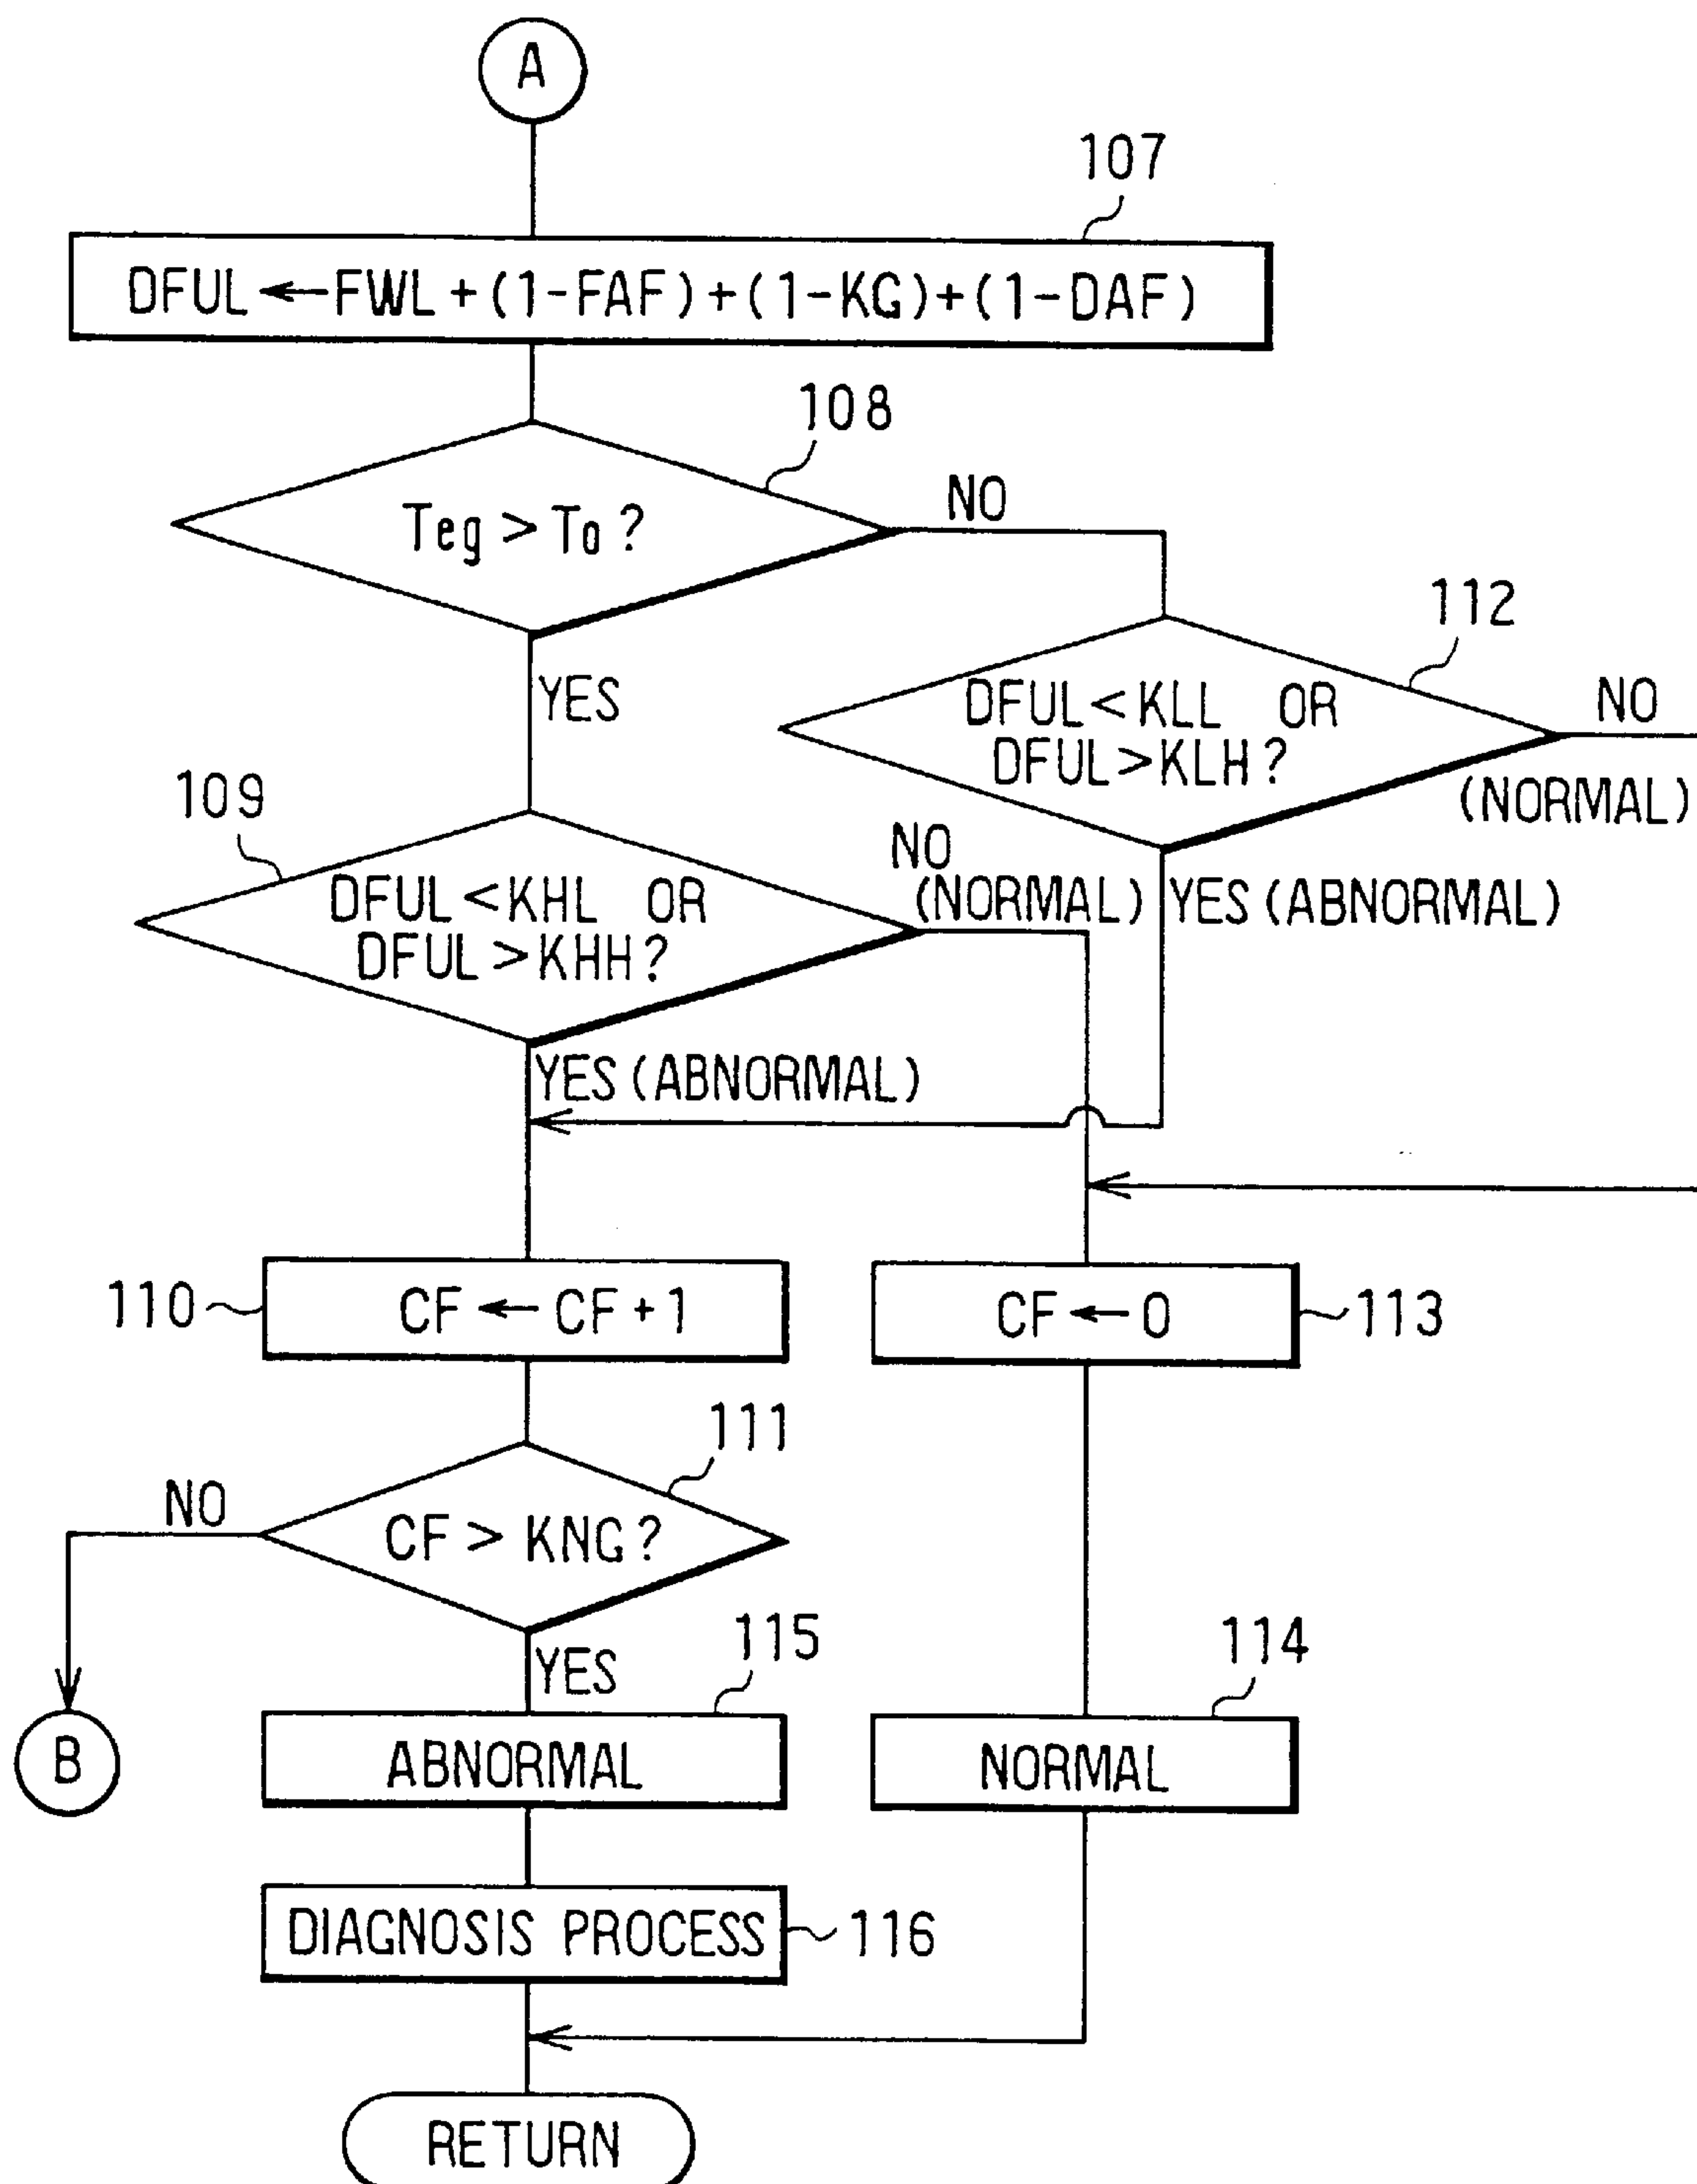 A
107
DFUL←FWL+(1-FAF)+(1-KG)+(1-DAF)
108
Teg > To ?
NO
YES
112
DFUL<KLL OR
DFUL>KLH?
NO
(NORMAL)
YES (ABNORMAL)
109
DFUL<KHL OR
DFUL>KHH?
NO
(NORMAL)
YES (ABNORMAL)
110
CF ← CF+1
CF ← 0
113
111
CF > KNG?
NO
YES
B
115
ABNORMAL
114
NORMAL
DIAGNOSIS PROCESS
116
RETURN